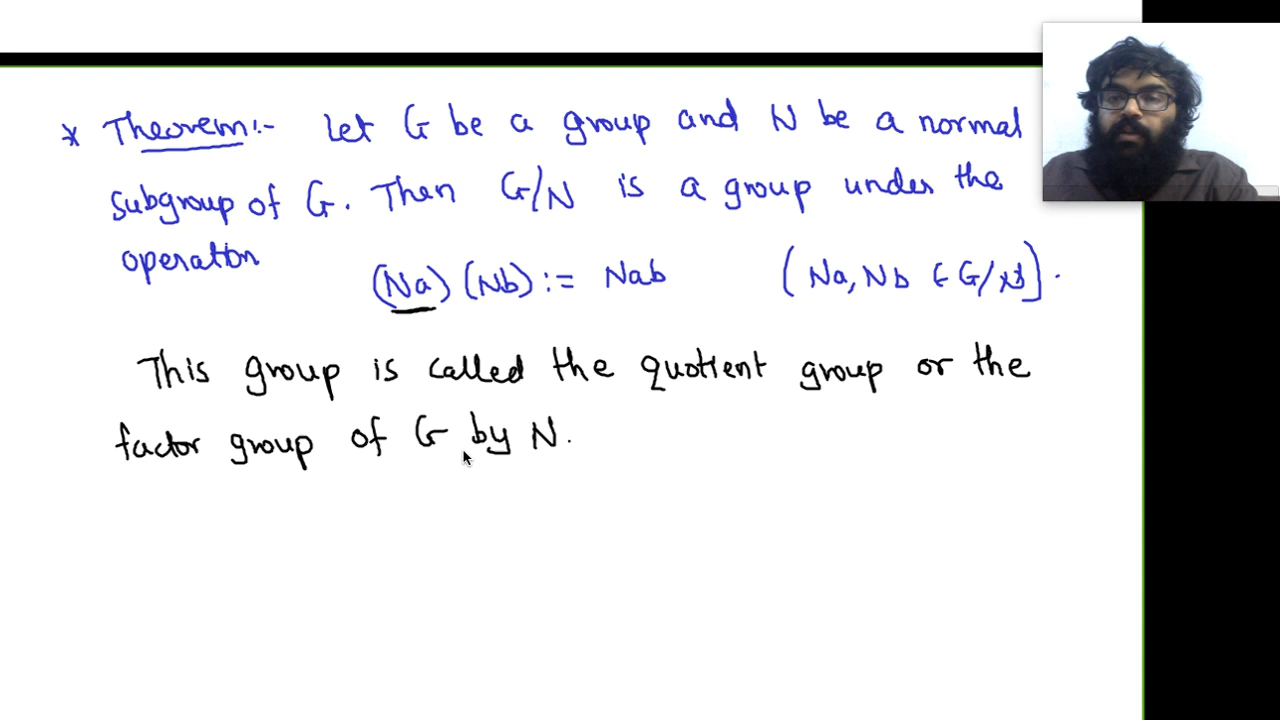 * Theorem:- Let G be a group and N be a normal
subgroup of G. Then G/N is a group under the
operation
(Na) (Nb) := Nab (Na, Nb ∈ G/N).
This group is called the quotient group or the
factor group of G by N.